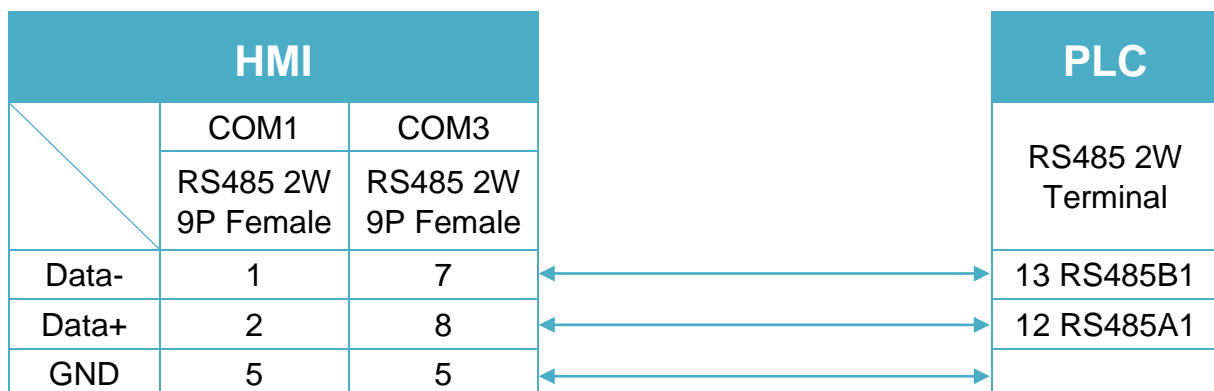 HMI
PLC
COM1 COM3
RS485 2W RS485 2W
9P Female 9P Female
RS485 2W
Terminal
Data- 1 7 13 RS485B1
Data+ 2 8 12 RS485A1
GND 5 5